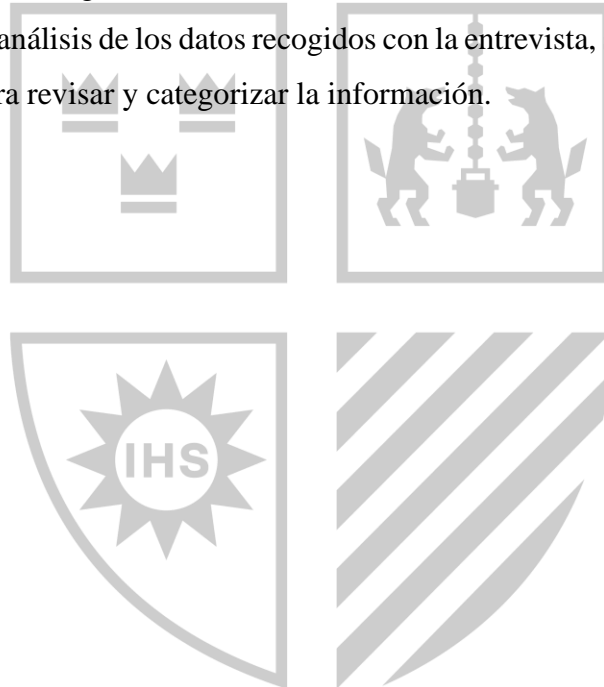 análisis de los datos recogidos con la entrevista,
ra revisar y categorizar la información.
IHS